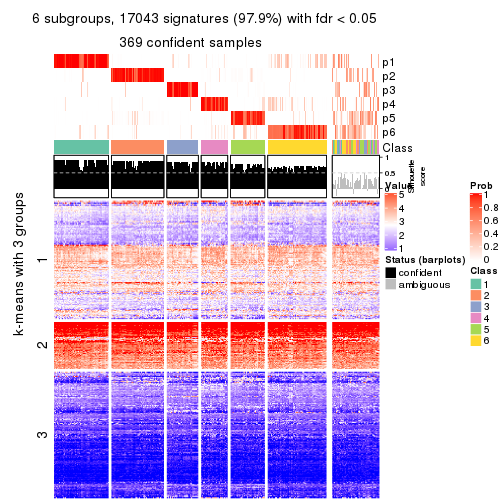 6 subgroups, 17043 signatures (97.9%) with fdr < 0.05
369 confident samples
p1
p2
p3
p4
p5
p6
Class
1
0.5
0
Silhouette
score
k-means with 3 groups
1
2
3
Value
5
4
3
2
1
Status (barplots)
confident
ambiguous
Prob
1
0.8
0.6
0.4
0.2
0
Class
1
2
3
4
5
6